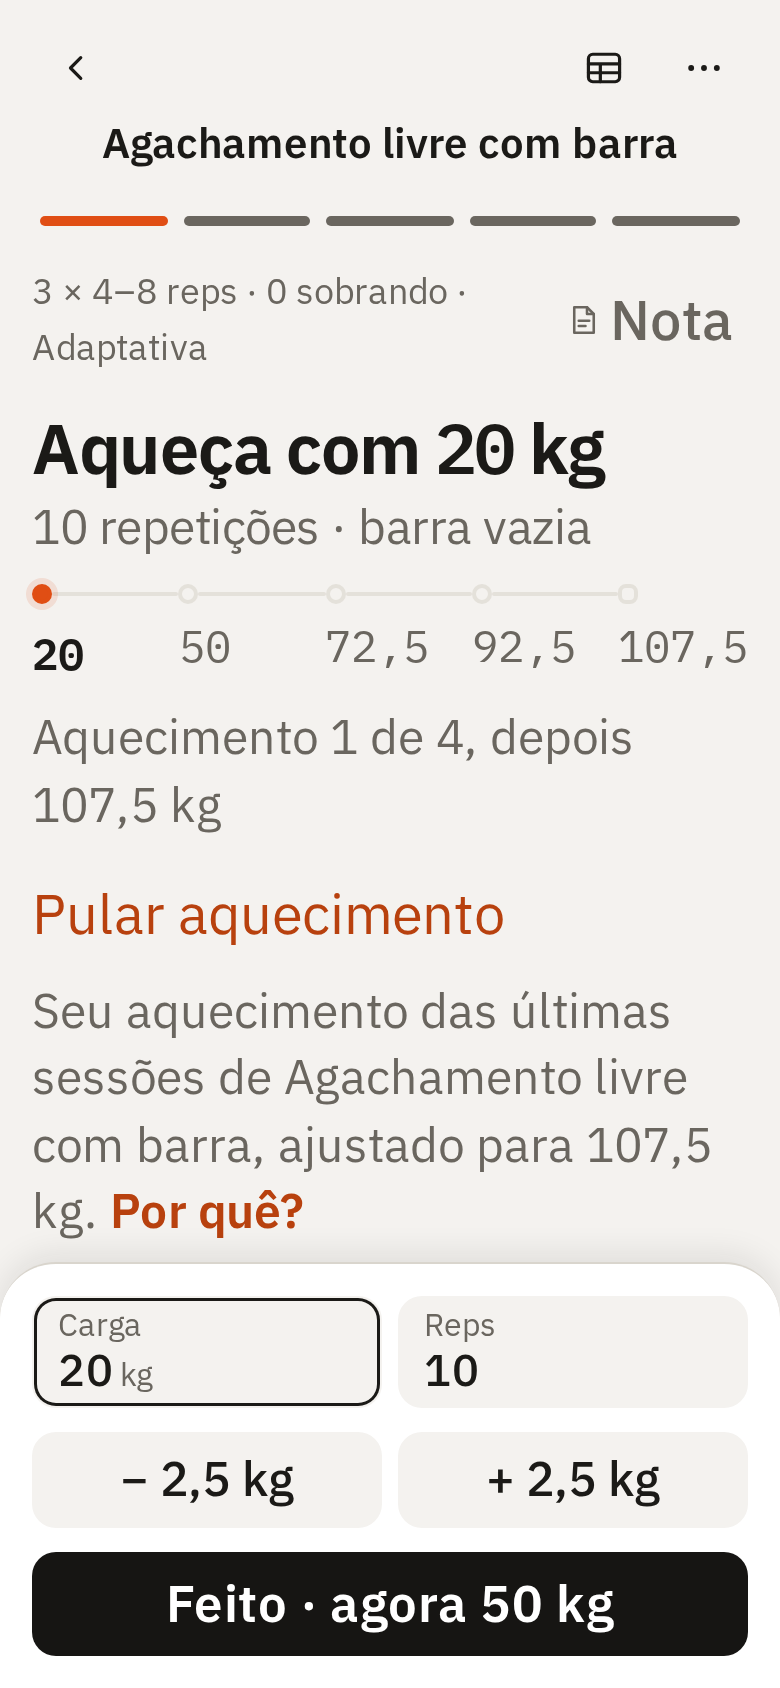 Agachamento livre com barra
3 × 4–8 reps · 0 sobrando ·
Adaptativa
Nota
Aqueça com 20 kg
10 repetições · barra vazia
20 50 72,5 92,5 107,5
Aquecimento 1 de 4, depois
107,5 kg
Pular aquecimento
Seu aquecimento das últimas
sessões de Agachamento livre
com barra, ajustado para 107,5
kg. Por quê?
Carga
20 kg
Reps
10
− 2,5 kg
+ 2,5 kg
Feito · agora 50 kg